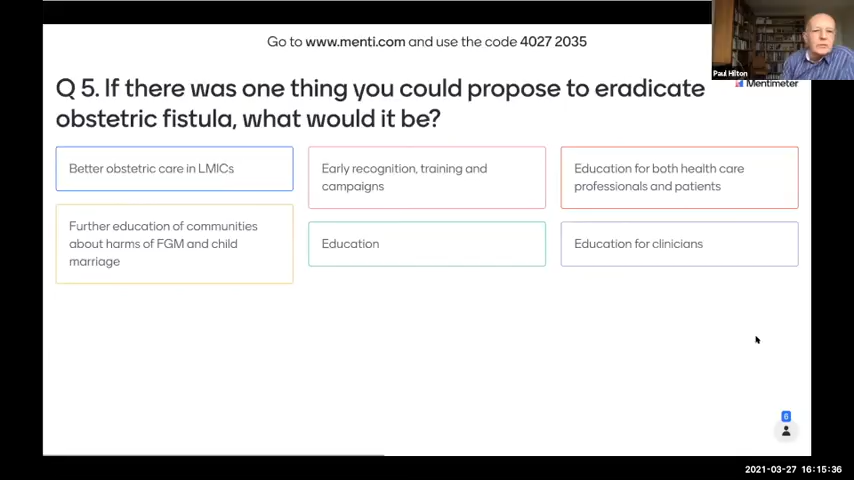 Go to www.menti.com and use the code 4027 2035
Paul Hilton
Mentimeter
Q 5. If there was one thing you could propose to eradicate
obstetric fistula, what would it be?
Better obstetric care in LMICs
Early recognition, training and
campaigns
Education for both health care
professionals and patients
Further education of communities
about harms of FGM and child
marriage
Education
Education for clinicians
6
2021-03-27 16:15:36